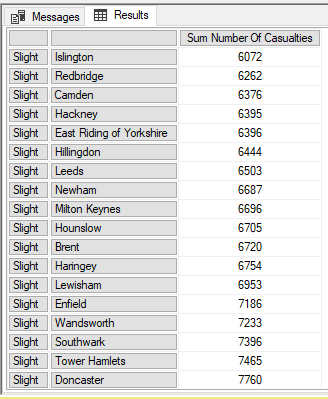 Messages Results
Sum Number Of Casualties
Slight Islington 6072
Slight Redbridge 6262
Slight Camden 6376
Slight Hackney 6395
Slight East Riding of Yorkshire 6396
Slight Hillingdon 6444
Slight Leeds 6503
Slight Newham 6687
Slight Milton Keynes 6696
Slight Hounslow 6705
Slight Brent 6720
Slight Haringey 6754
Slight Lewisham 6953
Slight Enfield 7186
Slight Wandsworth 7233
Slight Southwark 7396
Slight Tower Hamlets 7465
Slight Doncaster 7760